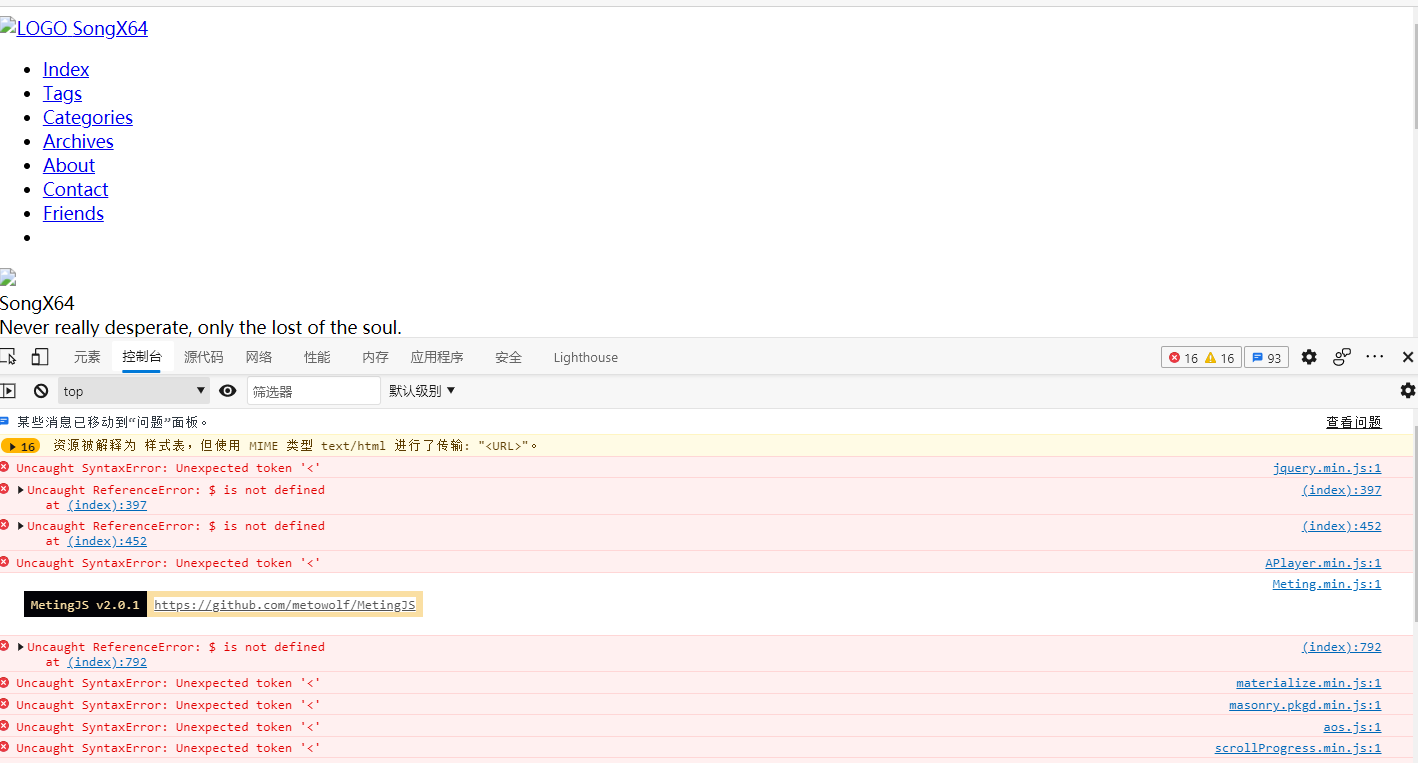 LOGO SongX64
Index
Tags
Categories
Archives
About
Contact
Friends
SongX64
Never really desperate, only the lost of the soul.
元素 控制台 源代码 网络 性能 内存 应用程序 安全 Lighthouse 16 16 93
top 筛选器 默认级别
某些消息已移动到“问题”面板。 查看问题
16 资源被解释为 样式表，但使用 MIME 类型 text/html 进行了传输: "<URL>"。
Uncaught SyntaxError: Unexpected token '<' jquery.min.js:1
Uncaught ReferenceError: $ is not defined (index):397
at (index):397
Uncaught ReferenceError: $ is not defined (index):452
at (index):452
Uncaught SyntaxError: Unexpected token '<' APlayer.min.js:1
Meting.min.js:1
MetingJS v2.0.1 https://github.com/metowolf/MetingJS
Uncaught ReferenceError: $ is not defined (index):792
at (index):792
Uncaught SyntaxError: Unexpected token '<' materialize.min.js:1
Uncaught SyntaxError: Unexpected token '<' masonry.pkgd.min.js:1
Uncaught SyntaxError: Unexpected token '<' aos.js:1
Uncaught SyntaxError: Unexpected token '<' scrollProgress.min.js:1